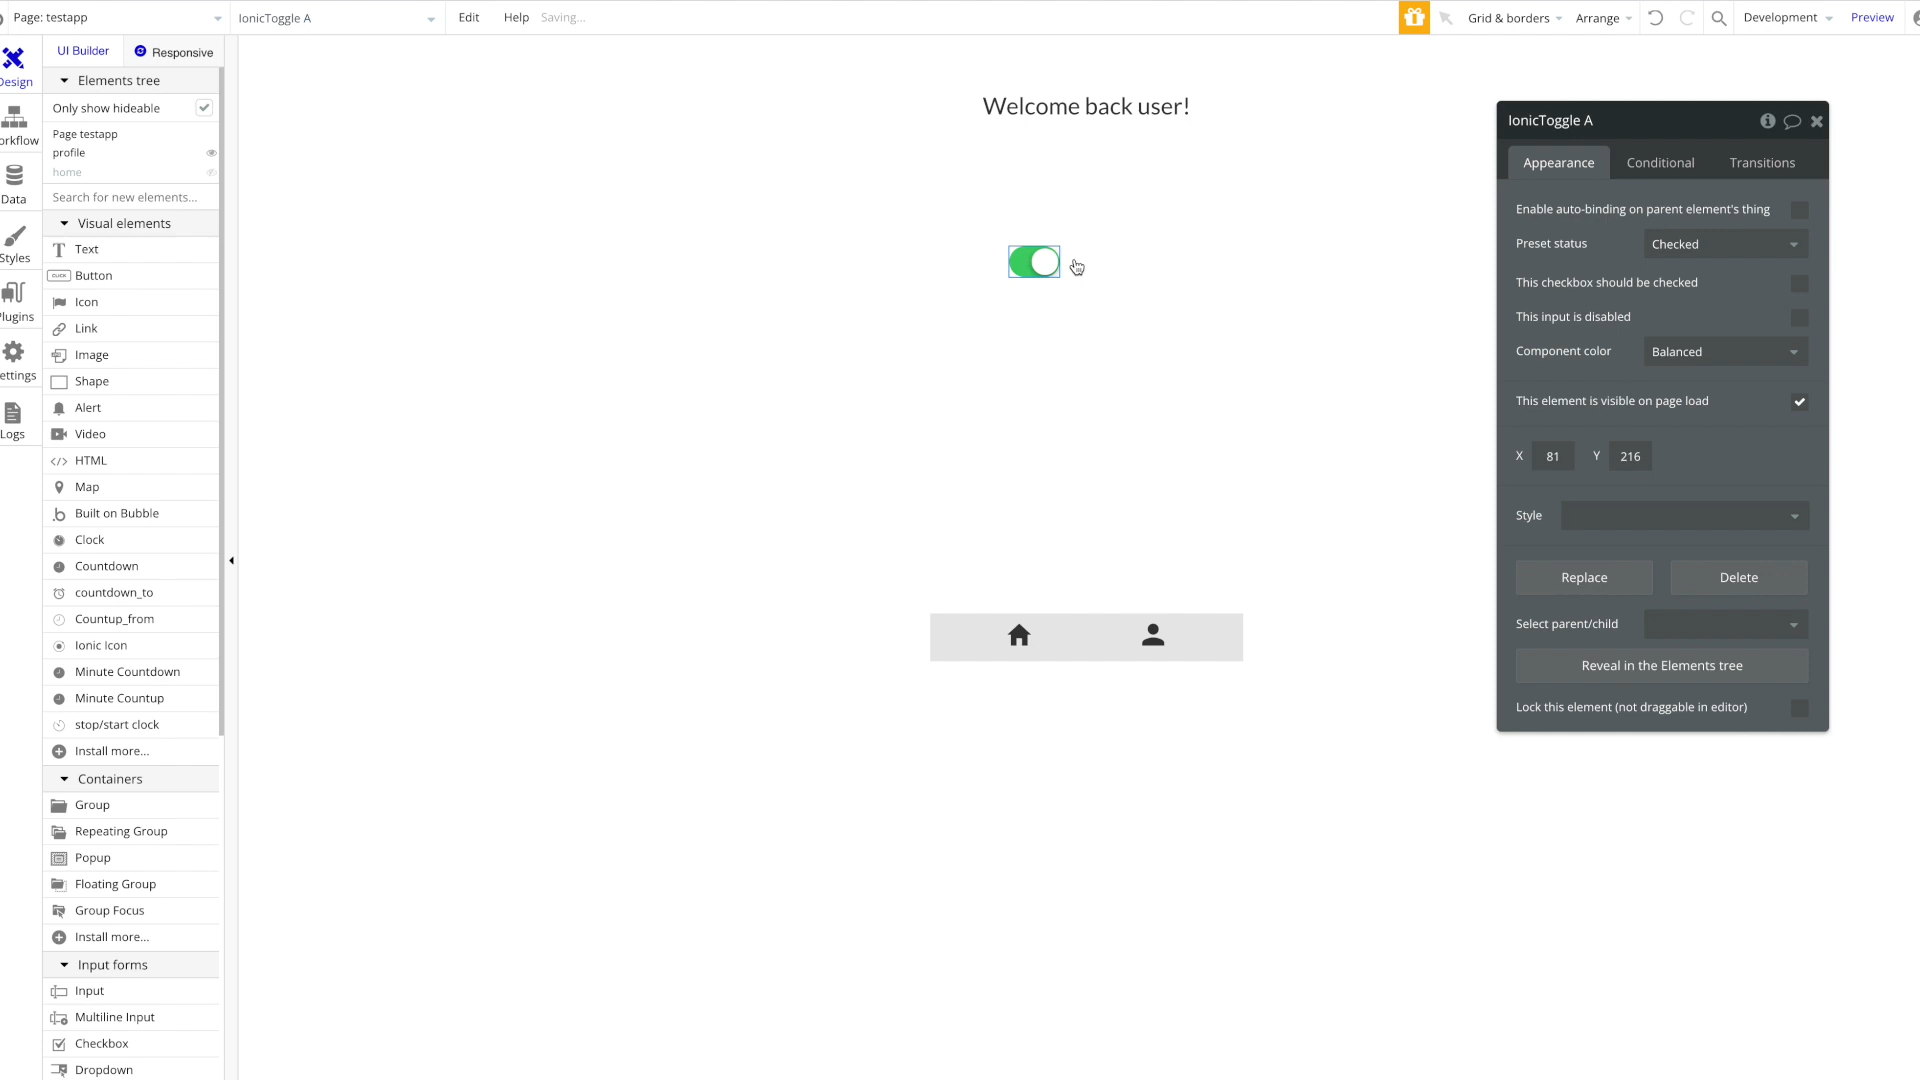 Page: testapp
IonicToggle A
Edit
Help
Saving...
Grid & borders
Arrange
Development
Preview
Design
orkflow
Data
Styles
Plugins
ettings
Logs
UI Builder
Responsive
Elements tree
Only show hideable
Page testapp
profile
home
Search for new elements...
Visual elements
Text
CLICK Button
Icon
Link
Image
Shape
Alert
Video
</> HTML
Map
Built on Bubble
Clock
Countdown
countdown_to
Countup_from
Ionic Icon
Minute Countdown
Minute Countup
stop/start clock
Install more...
Containers
Group
Repeating Group
Popup
Floating Group
Group Focus
Install more...
Input forms
Input
Multiline Input
Checkbox
Dropdown
Welcome back user!
IonicToggle A
Appearance
Conditional
Transitions
Enable auto-binding on parent element's thing
Preset status
Checked
This checkbox should be checked
This input is disabled
Component color
Balanced
This element is visible on page load
X 81 Y 216
Style
Replace
Delete
Select parent/child
Reveal in the Elements tree
Lock this element (not draggable in editor)